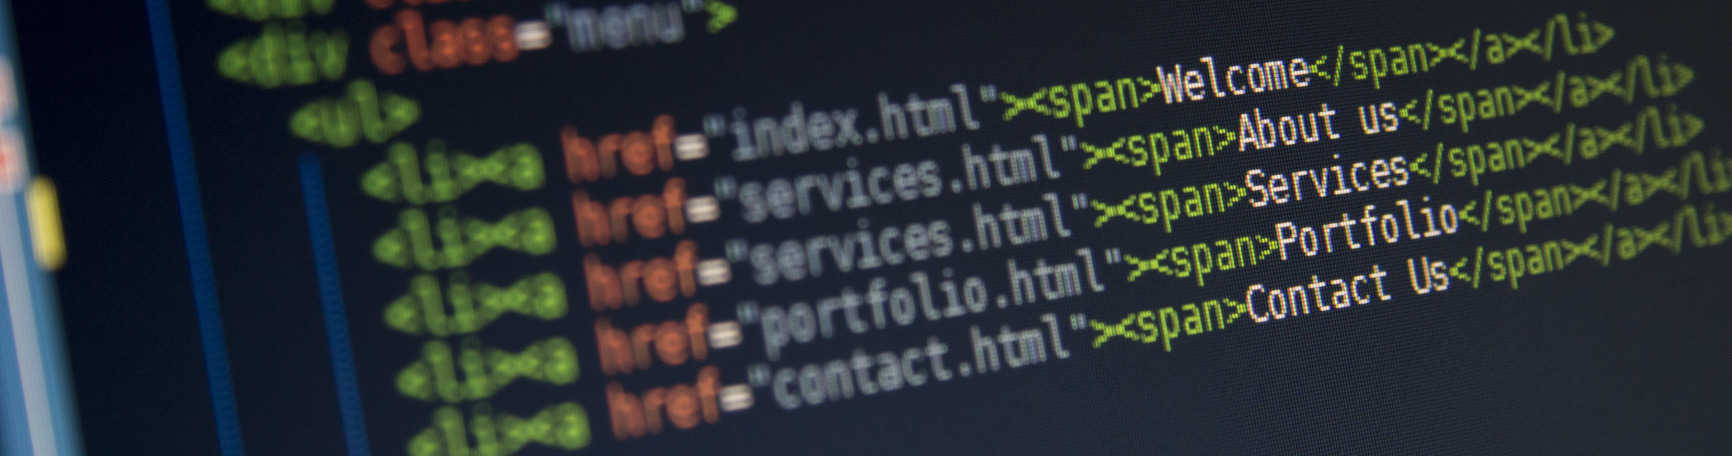 <div class="menu">
<ul>
<li><a href="index.html"><span>Welcome</span></a></li>
<li><a href="services.html"><span>About us</span></a></li>
<li><a href="services.html"><span>Services</span></a></li>
<li><a href="portfolio.html"><span>Portfolio</span></a></li>
<li><a href="contact.html"><span>Contact Us</span></a></li>